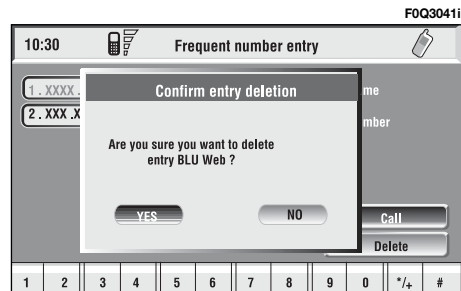 F0Q3041i
10:30 Frequent number entry
1. XXXX.
2. XXX.X
Confirm entry deletion
Are you sure you want to delete
entry BLU Web ?
YES NO
me
mber
Call
Delete
1 2 3 4 5 6 7 8 9 0 */+ #